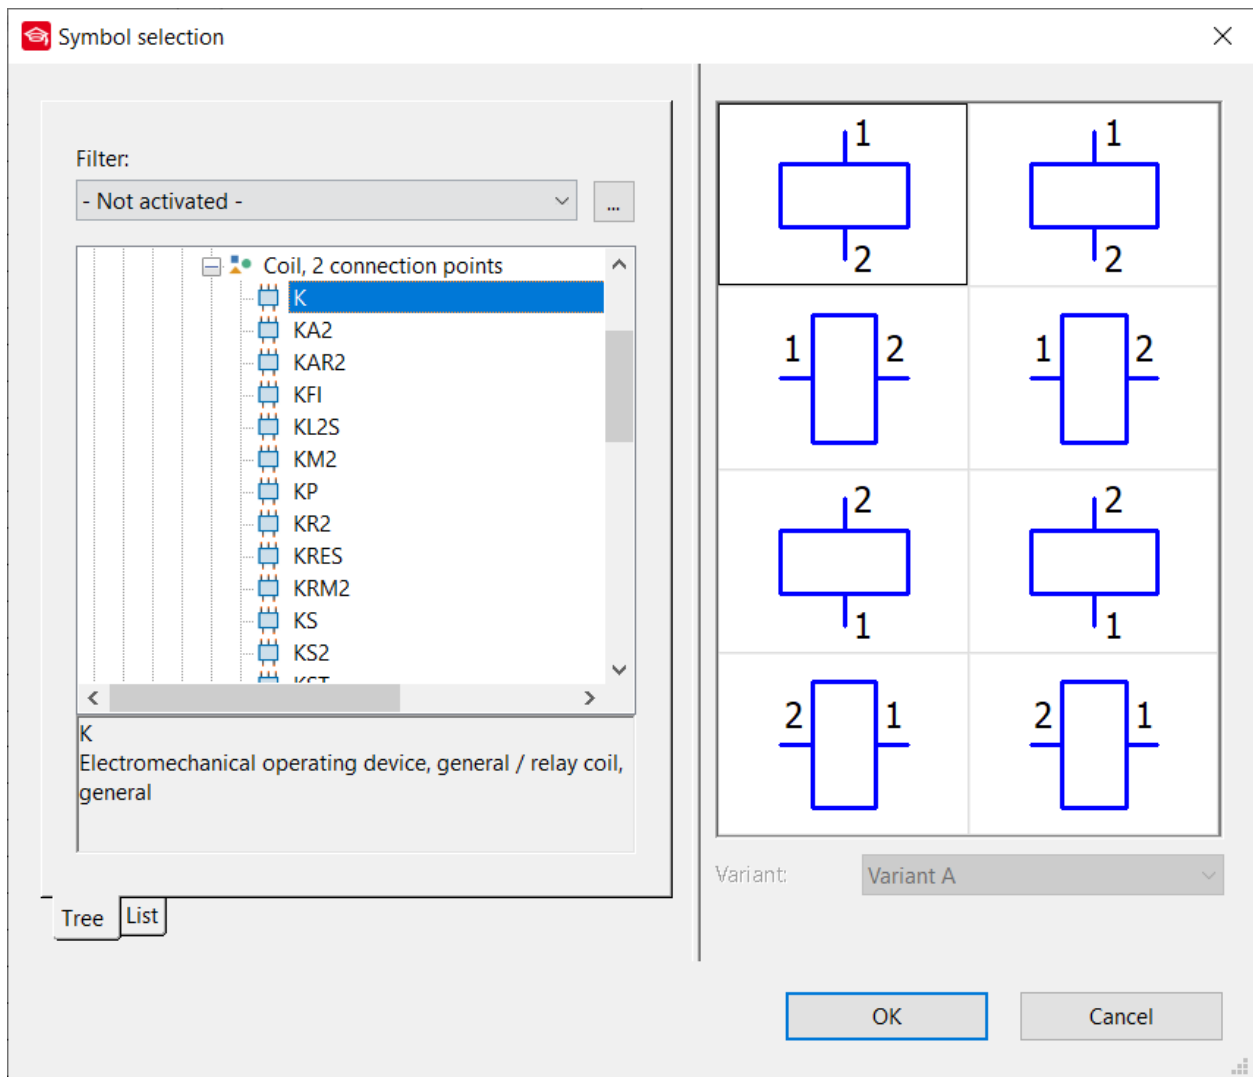 Symbol selection
Filter:
- Not activated -
...
Coil, 2 connection points
K
KA2
KAR2
KFI
KL2S
KM2
KP
KR2
KRES
KRM2
KS
KS2
KST
K
Electromechanical operating device, general / relay coil,
general
Tree
List
1 1
2 2
1 2 1 2
2 2
1 1
2 1 2 1
Variant:
Variant A
OK
Cancel